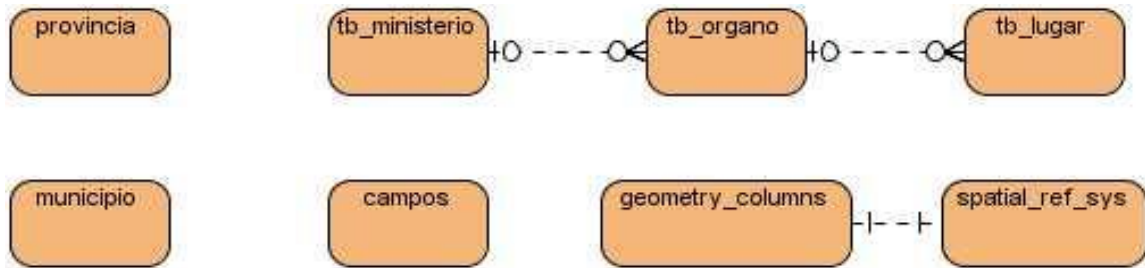 provincia
tb_ministerio
tb_organo
tb_lugar
municipio
campos
geometry_columns
spatial_ref_sys